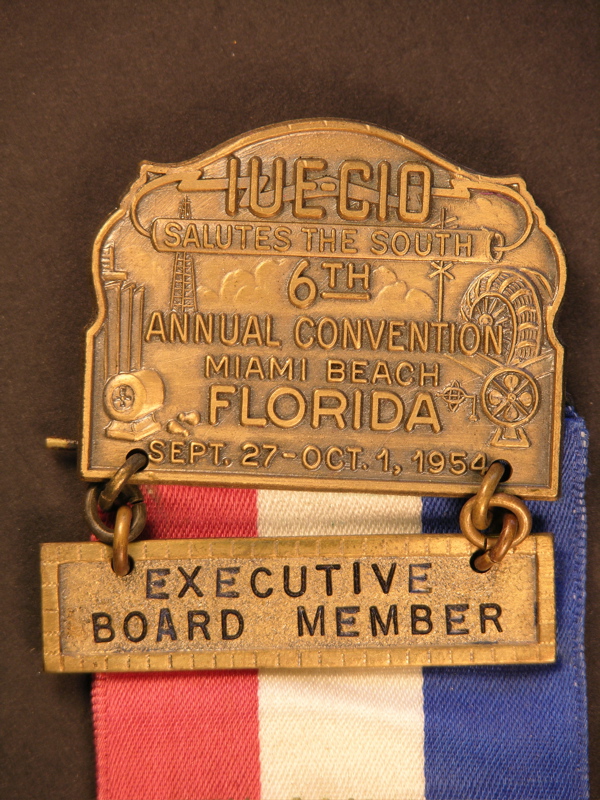 IUE-CIO
SALUTES THE SOUTH
6TH
ANNUAL CONVENTION
MIAMI BEACH
FLORIDA
SEPT. 27-OCT. 1, 1954
EXECUTIVE
BOARD MEMBER